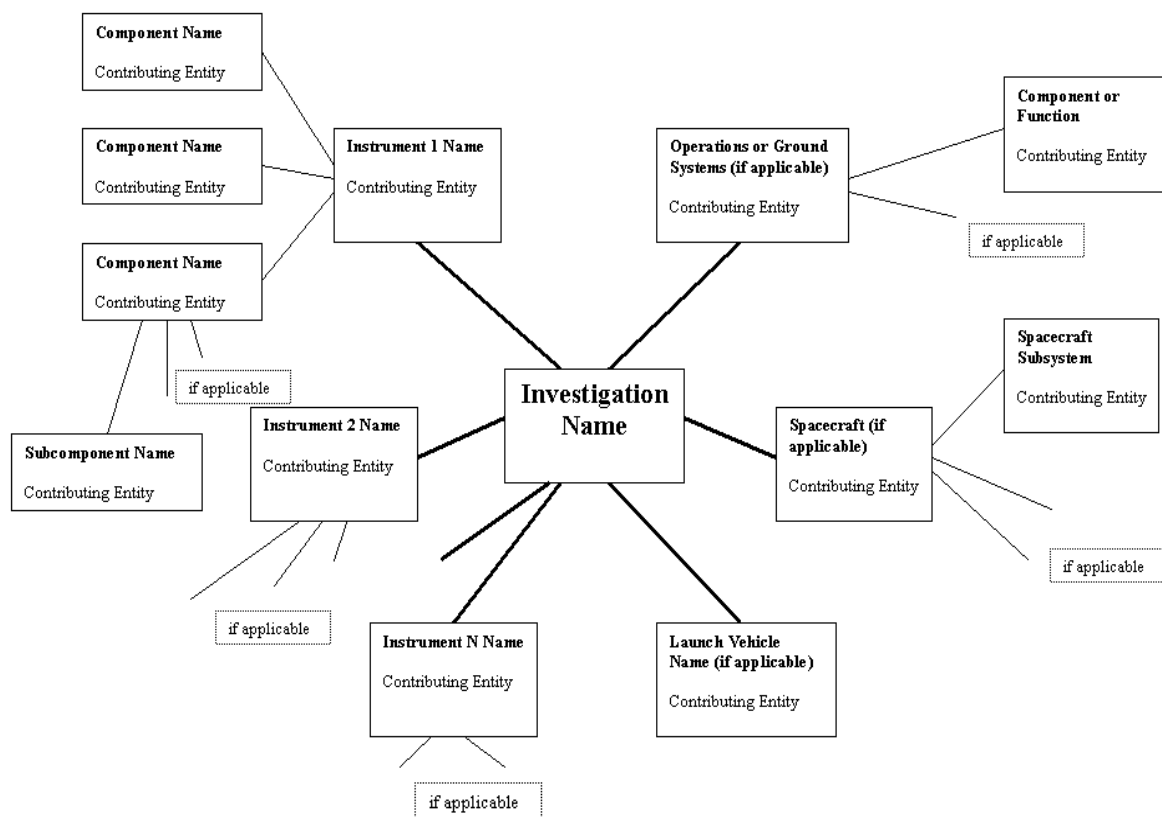 Component Name
Contributing Entity
Component Name
Contributing Entity
Component Name
Contributing Entity
if applicable
Subcomponent Name
Contributing Entity
Instrument 1 Name
Contributing Entity
Operations or Ground
Systems (if applicable)
Contributing Entity
Component or
Function
Contributing Entity
if applicable
Investigation
Name
Spacecraft Subsystem
Contributing Entity
Spacecraft (if
applicable)
Contributing Entity
if applicable
Instrument 2 Name
Contributing Entity
if applicable
Instrument N Name
Contributing Entity
if applicable
Launch Vehicle
Name (if applicable)
Contributing Entity